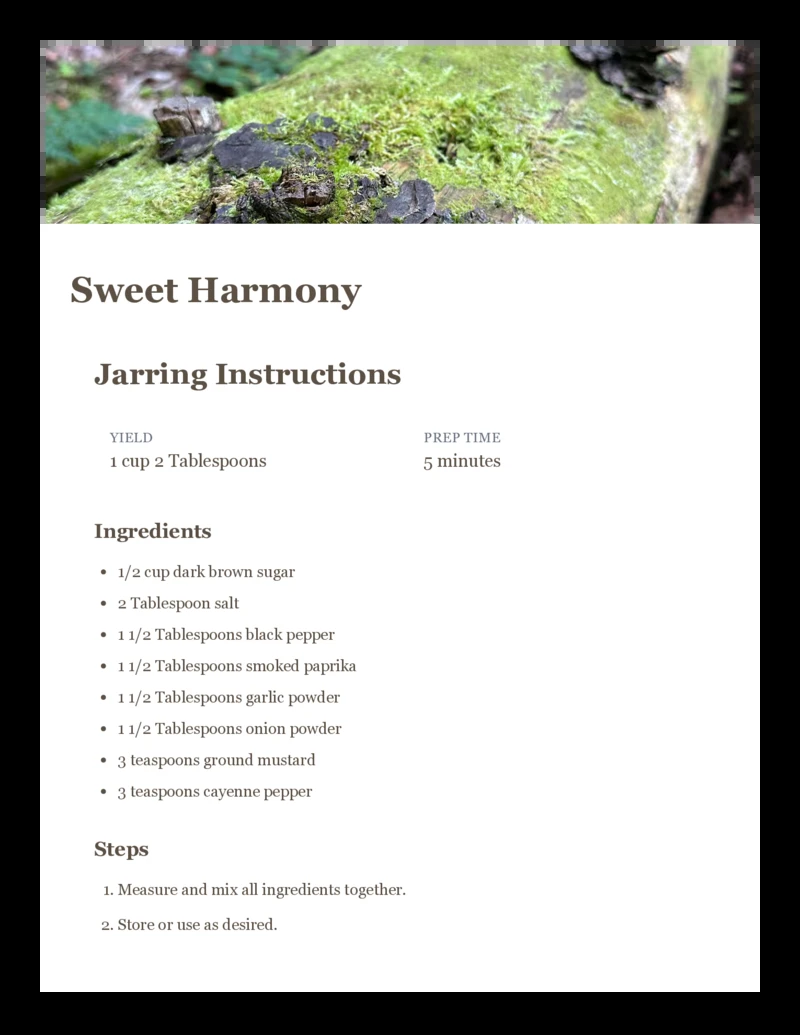 Sweet Harmony
Jarring Instructions
YIELD
1 cup 2 Tablespoons
PREP TIME
5 minutes
Ingredients
• 1/2 cup dark brown sugar
• 2 Tablespoon salt
• 1 1/2 Tablespoons black pepper
• 1 1/2 Tablespoons smoked paprika
• 1 1/2 Tablespoons garlic powder
• 1 1/2 Tablespoons onion powder
• 3 teaspoons ground mustard
• 3 teaspoons cayenne pepper
Steps
1. Measure and mix all ingredients together.
2. Store or use as desired.